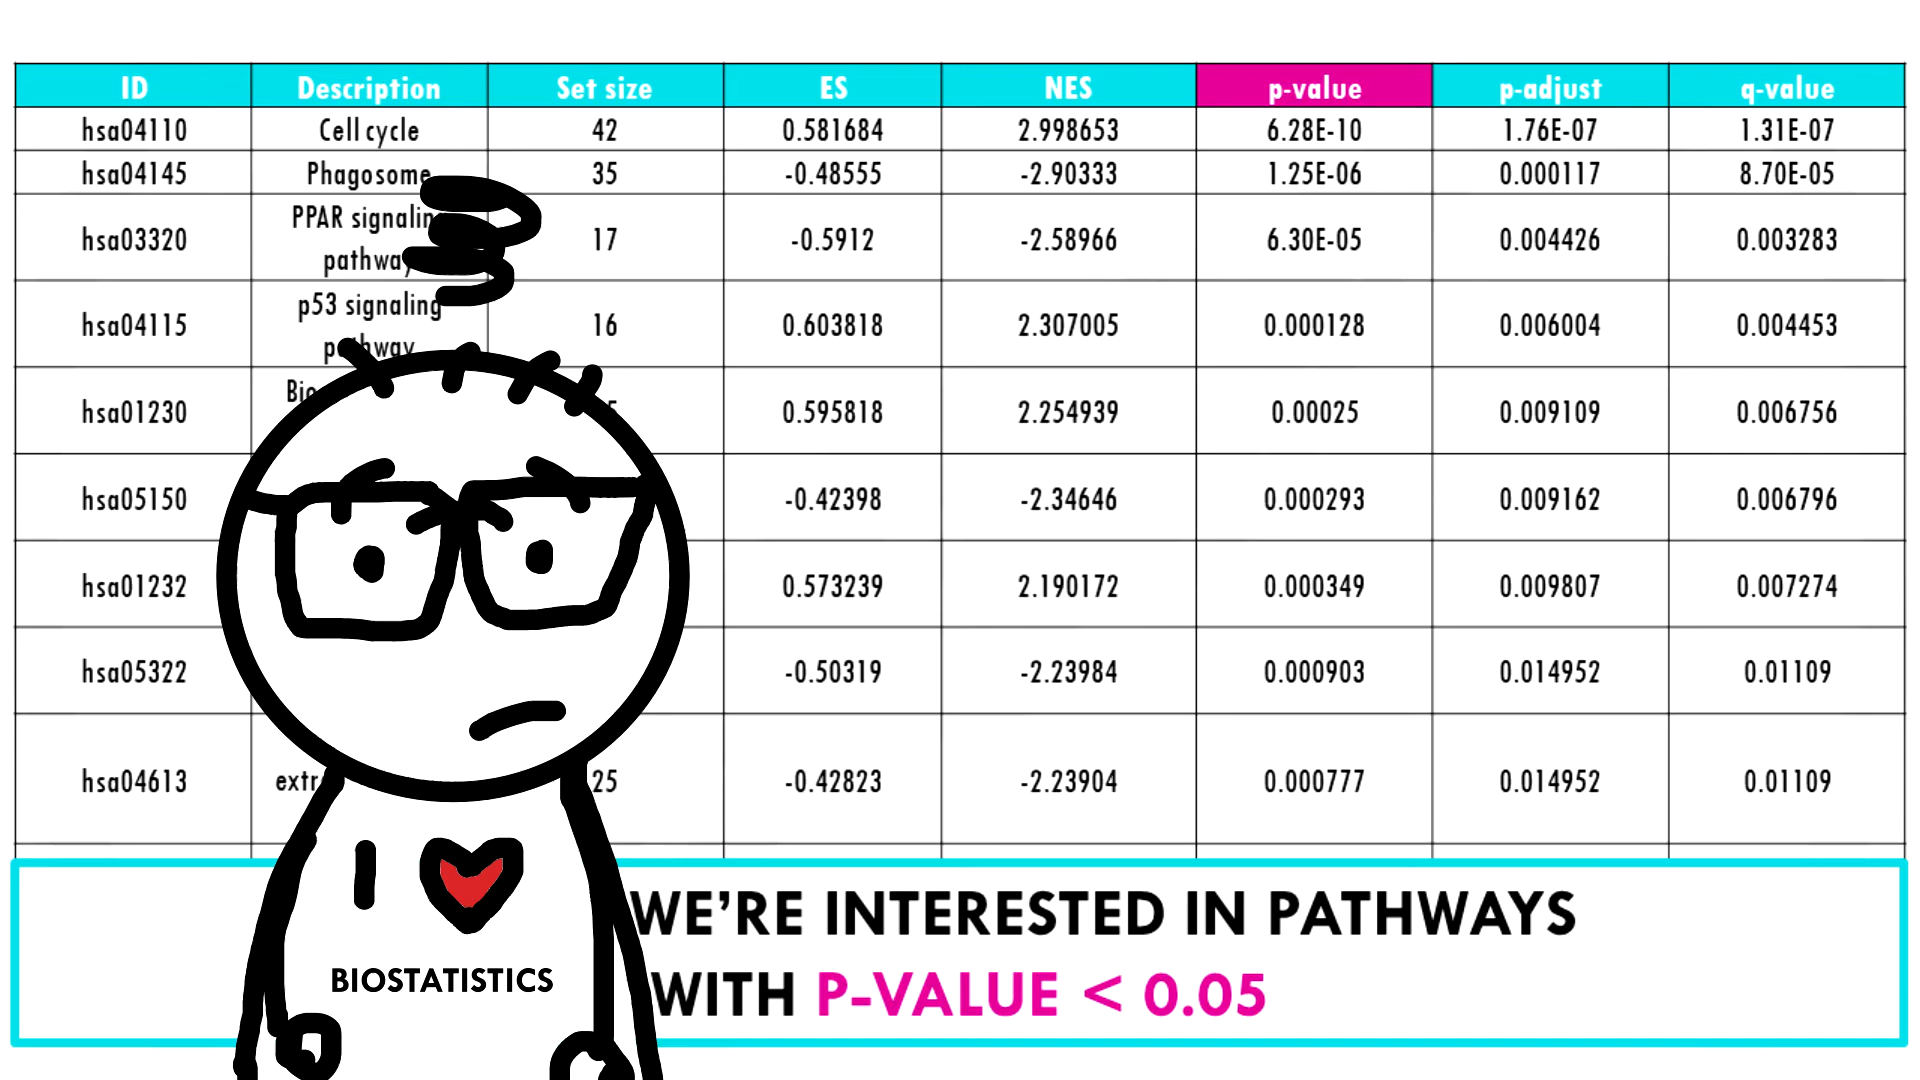 ID Description Set size ES NES p-value p-adjust q-value
hsa04110 Cell cycle 42 0.581684 2.998653 6.28E-10 1.76E-07 1.31E-07
hsa04145 Phagosome 35 -0.48555 -2.90333 1.25E-06 0.000117 8.70E-05
PPAR signaling
hsa03320 17 -0.5912 -2.58966 6.30E-05 0.004426 0.003283
pathway
p53 signaling
hsa04115 16 0.603818 2.307005 0.000128 0.006004 0.004453
pathway
hsa01230 0.595818 2.254939 0.00025 0.009109 0.006756
hsa05150 -0.42398 -2.34646 0.000293 0.009162 0.006796
hsa01232 0.573239 2.190172 0.000349 0.009807 0.007274
hsa05322 -0.50319 -2.23984 0.000903 0.014952 0.01109
hsa04613 25 -0.42823 -2.23904 0.000777 0.014952 0.01109
WE'RE INTERESTED IN PATHWAYS
WITH P-VALUE < 0.05
I
BIOSTATISTICS